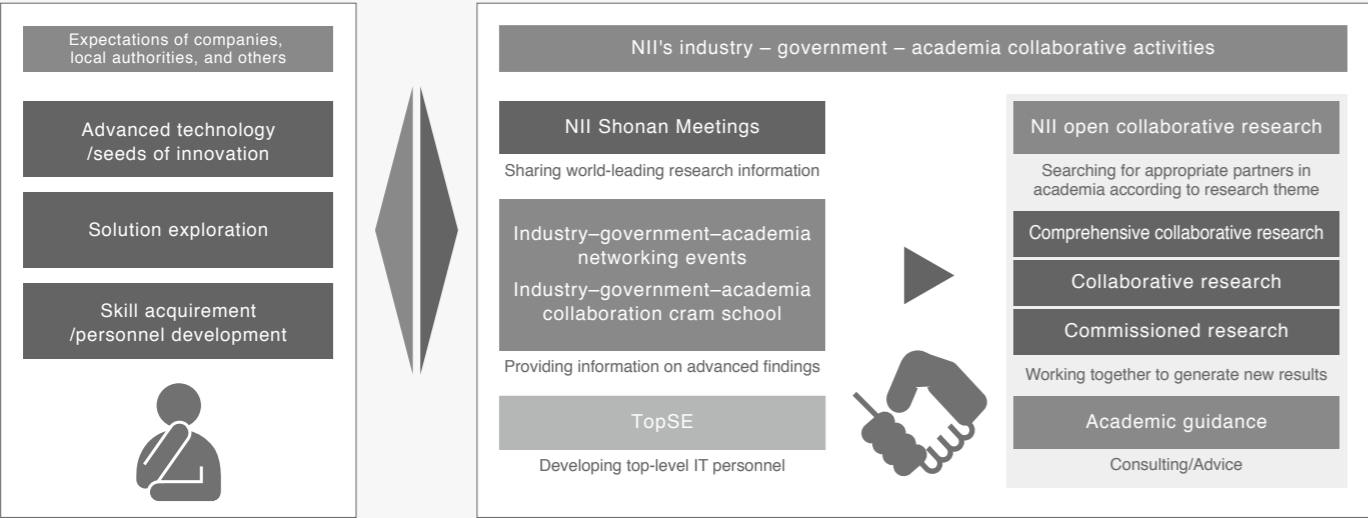 Expectations of companies,
local authorities, and others
Advanced technology
/seeds of innovation
Solution exploration
Skill acquirement
/personnel development
NII's industry – government – academia collaborative activities
NII Shonan Meetings
Sharing world-leading research information
Industry–government–academia
networking events
Industry–government–academia
collaboration cram school
Providing information on advanced findings
TopSE
Developing top-level IT personnel
NII open collaborative research
Searching for appropriate partners in
academia according to research theme
Comprehensive collaborative research
Collaborative research
Commissioned research
Working together to generate new results
Academic guidance
Consulting/Advice